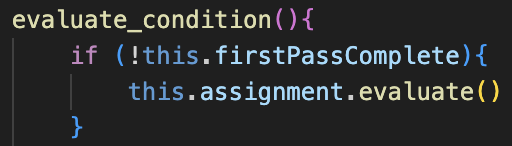 evaluate_condition(){
if (!this.firstPassComplete){
this.assignment.evaluate()
}